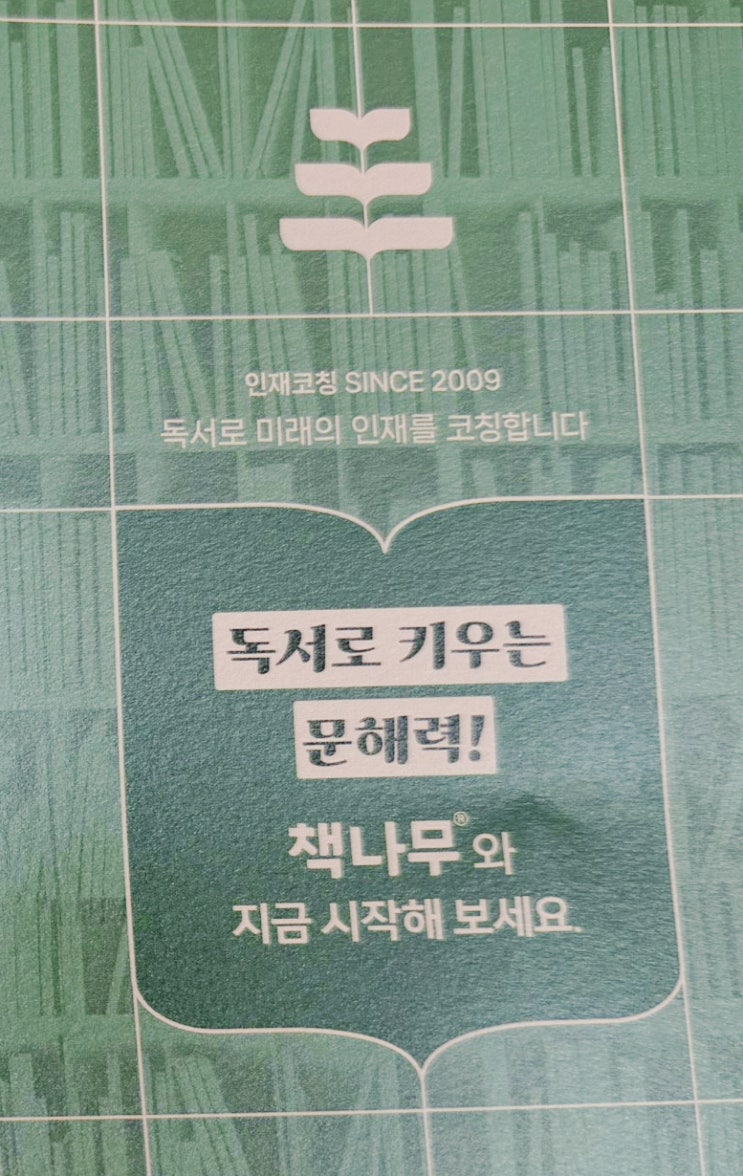 인재코칭 SINCE 2009
독서로 미래의 인재를 코칭합니다
독서로 키우는
문해력!
책나무®와
지금 시작해 보세요.